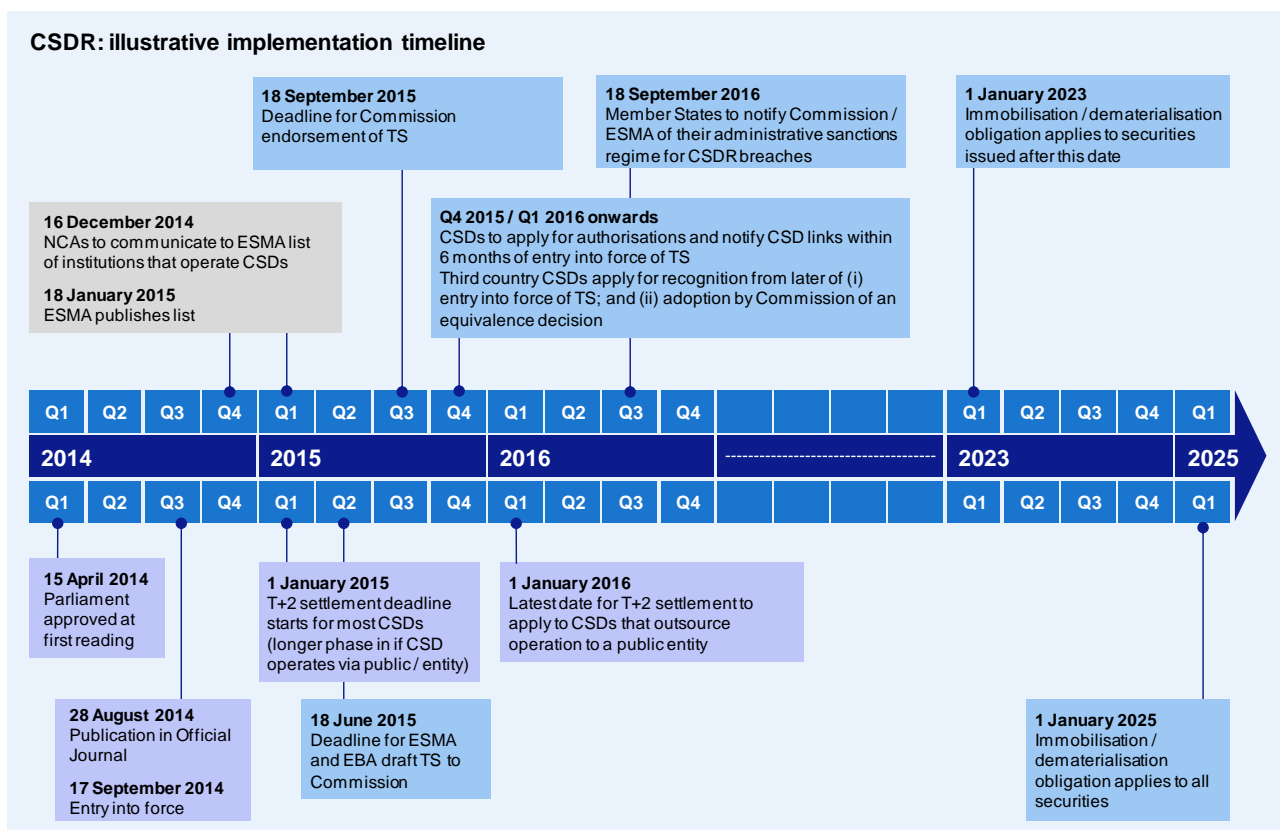 CSDR: illustrative implementation timeline
18 September 2015
Deadline for Commission
endorsement of TS
18 September 2016
Member States to notify Commission /
ESMA of their administrative sanctions
regime for CSDR breaches
1 January 2023
Immobilisation / dematerialisation
obligation applies to securities
issued after this date
16 December 2014
NCAs to communicate to ESMA list
of institutions that operate CSDs
18 January 2015
ESMA publishes list
Q4 2015 / Q1 2016 onwards
CSDs to apply for authorisations and notify CSD links within
6 months of entry into force of TS
Third country CSDs apply for recognition from later of (i)
entry into force of TS; and (ii) adoption by Commission of an
equivalence decision
Q1 Q2 Q3 Q4 Q1 Q2 Q3 Q4 Q1 Q2 Q3 Q4 Q1 Q2 Q3 Q4 Q1
2014 2015 2016 2023 2025
Q1 Q2 Q3 Q4 Q1 Q2 Q3 Q4 Q1 Q2 Q3 Q4 Q1 Q2 Q3 Q4 Q1
15 April 2014
Parliament
approved at
first reading
1 January 2015
T+2 settlement deadline
starts for most CSDs
(longer phase in if CSD
operates via public / entity)
1 January 2016
Latest date for T+2 settlement to
apply to CSDs that outsource
operation to a public entity
28 August 2014
Publication in Official
Journal
17 September 2014
Entry into force
18 June 2015
Deadline for ESMA
and EBA draft TS to
Commission
1 January 2025
Immobilisation /
dematerialisation
obligation applies to all
securities